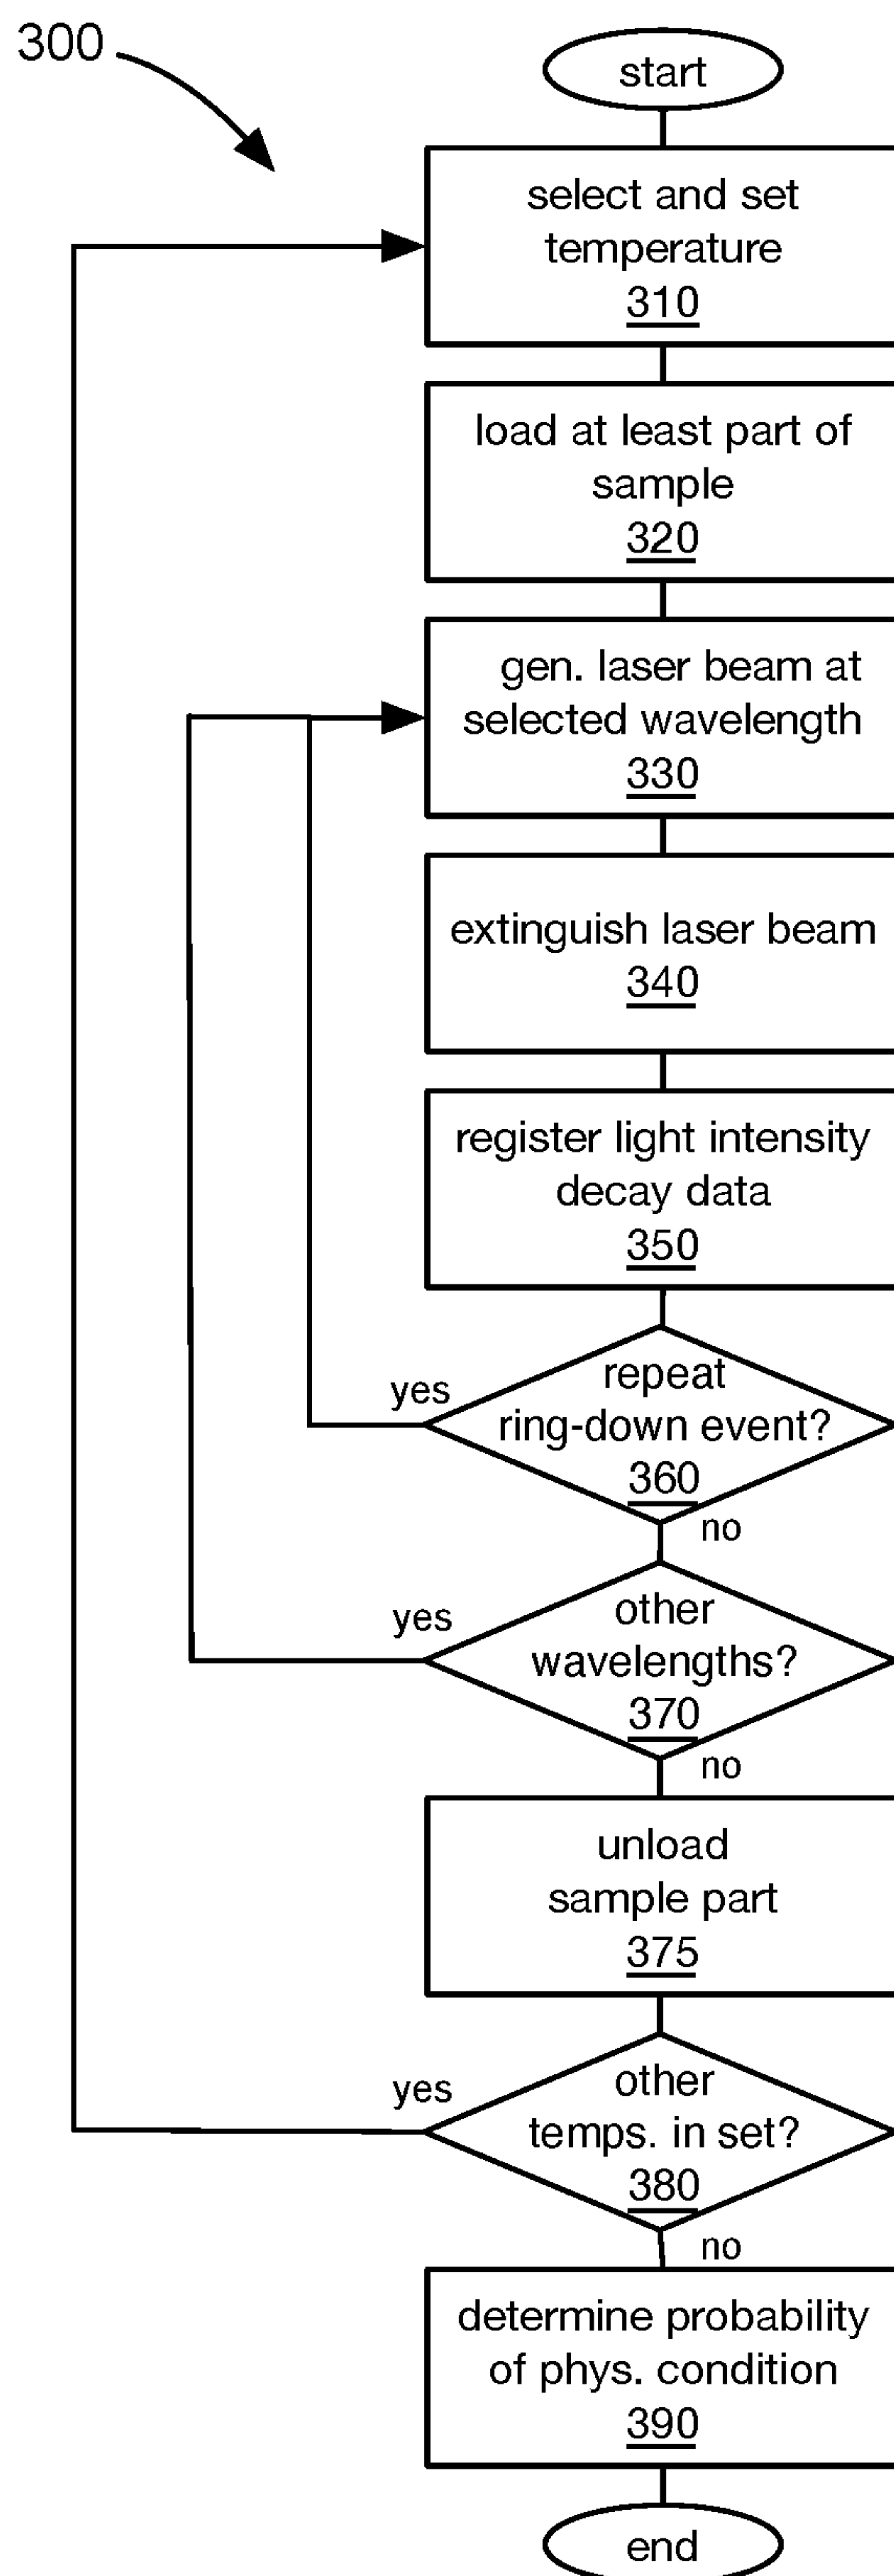 300
start
select and set
temperature
310
load at least part of
sample
320
gen. laser beam at
selected wavelength
330
extinguish laser beam
340
register light intensity
decay data
350
yes
repeat
ring-down event?
360
no
yes
other
wavelengths?
370
no
unload
sample part
375
yes
other
temps. in set?
380
no
determine probability
of phys. condition
390
end